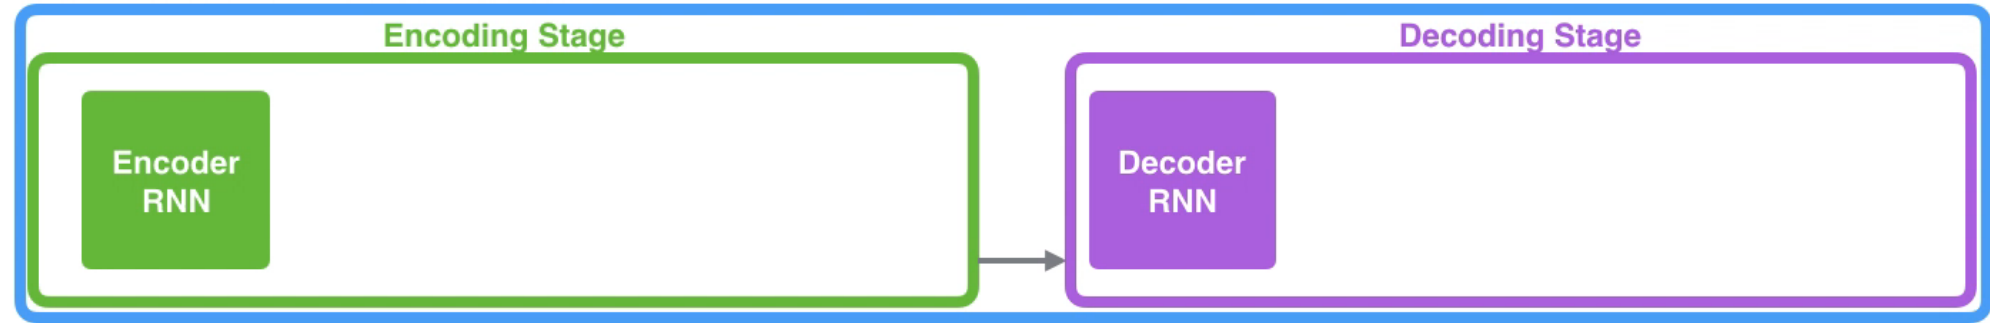 Encoding Stage
Decoding Stage
Encoder
RNN
Decoder
RNN